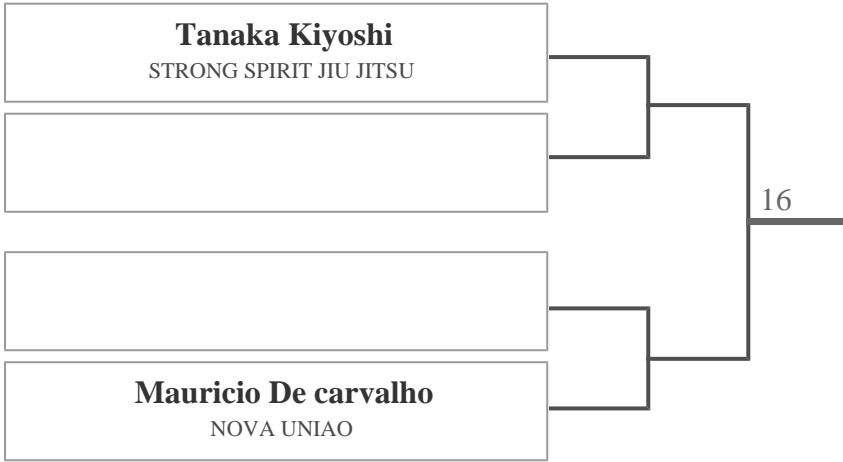 Tanaka Kiyoshi
STRONG SPIRIT JIU JITSU
16
Mauricio De carvalho
NOVA UNIAO